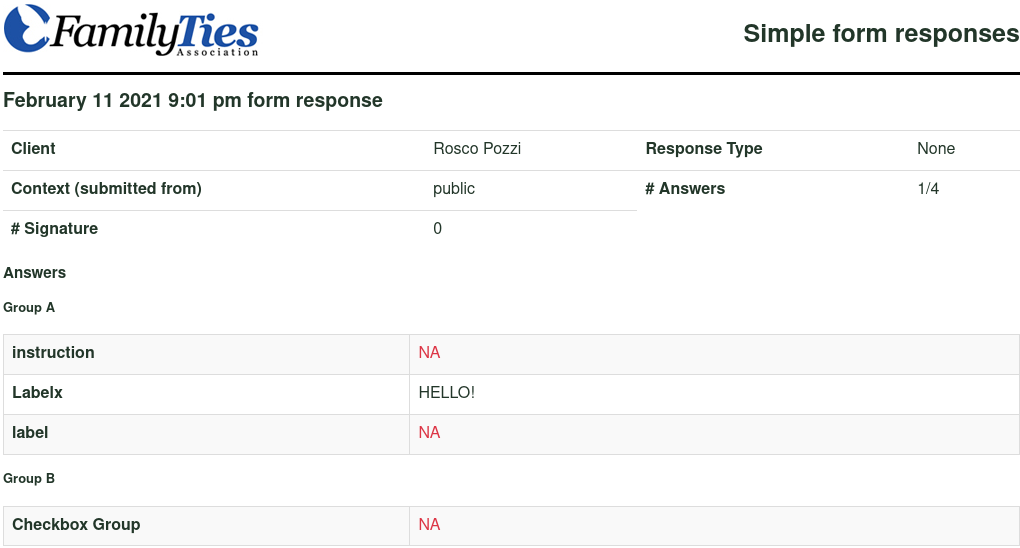 FamilyTies
Association
Simple form responses
February 11 2021 9:01 pm form response
Client Rosco Pozzi Response Type None
Context (submitted from) public # Answers 1/4
# Signature 0
Answers
Group A
instruction NA
Labelx HELLO!
label NA
Group B
Checkbox Group NA